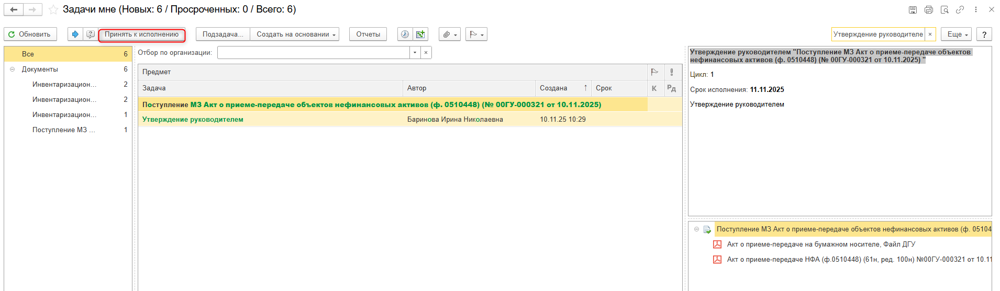 Задачи мне (Новых: 6 / Просроченных: 0 / Всего: 6)
Обновить
Принять к исполнению
Подзадача...
Создать на основании
Отчеты
Утверждение руководителе
×
Еще
?
Все 6
Документы 6
Инвентаризацион... 2
Инвентаризацион... 2
Инвентаризацион... 1
Поступление МЗ ... 1
Отбор по организации:
Предмет
Задача Автор Создана ↑ Срок К Рд
Поступление МЗ Акт о приеме-передаче объектов нефинансовых активов (ф. 0510448) (№ 00ГУ-000321 от 10.11.2025)
Утверждение руководителем Баринова Ирина Николаевна 10.11.25 10:29
Утверждение руководителем "Поступление МЗ Акт о приеме-передаче объектов
нефинансовых активов (ф. 0510448) (№ 00ГУ-000321 от 10.11.2025) "
Цикл: 1
Срок исполнения: 11.11.2025
Утверждение руководителем
Поступление МЗ Акт о приеме-передаче объектов нефинансовых активов (ф. 05104
Акт о приеме-передаче на бумажном носителе, Файл ДГУ
Акт о приеме-передаче НФА (ф.0510448) (61н, ред. 100н) №00ГУ-000321 от 10.11